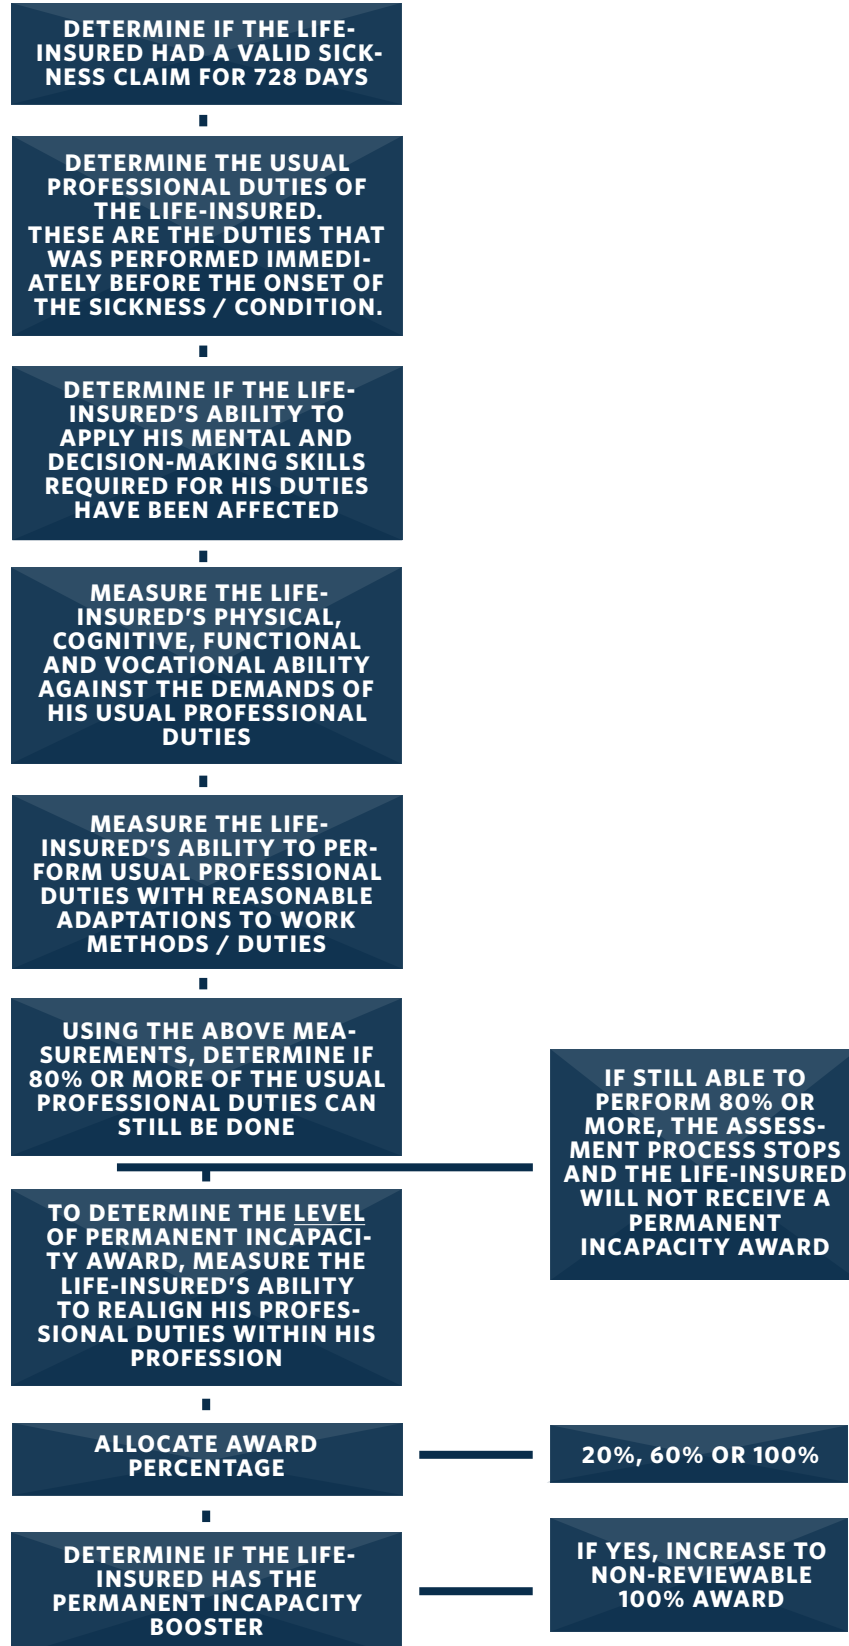 DETERMINE IF THE LIFE-
INSURED HAD A VALID SICK-
NESS CLAIM FOR 728 DAYS
DETERMINE THE USUAL
PROFESSIONAL DUTIES OF
THE LIFE-INSURED.
THESE ARE THE DUTIES THAT
WAS PERFORMED IMMEDI-
ATELY BEFORE THE ONSET OF
THE SICKNESS / CONDITION.
DETERMINE IF THE LIFE-
INSURED'S ABILITY TO
APPLY HIS MENTAL AND
DECISION-MAKING SKILLS
REQUIRED FOR HIS DUTIES
HAVE BEEN AFFECTED
MEASURE THE LIFE-
INSURED'S PHYSICAL,
COGNITIVE, FUNCTIONAL
AND VOCATIONAL ABILITY
AGAINST THE DEMANDS OF
HIS USUAL PROFESSIONAL
DUTIES
MEASURE THE LIFE-
INSURED'S ABILITY TO PER-
FORM USUAL PROFESSIONAL
DUTIES WITH REASONABLE
ADAPTATIONS TO WORK
METHODS / DUTIES
USING THE ABOVE MEA-
SUREMENTS, DETERMINE IF
80% OR MORE OF THE USUAL
PROFESSIONAL DUTIES CAN
STILL BE DONE
IF STILL ABLE TO
PERFORM 80% OR
MORE, THE ASSESS-
MENT PROCESS STOPS
AND THE LIFE-INSURED
WILL NOT RECEIVE A
PERMANENT
INCAPACITY AWARD
TO DETERMINE THE LEVEL
OF PERMANENT INCAPACI-
TY AWARD, MEASURE THE
LIFE-INSURED'S ABILITY
TO REALIGN HIS PROFES-
SIONAL DUTIES WITHIN HIS
PROFESSION
ALLOCATE AWARD
PERCENTAGE
20%, 60% OR 100%
DETERMINE IF THE LIFE-
INSURED HAS THE
PERMANENT INCAPACITY
BOOSTER
IF YES, INCREASE TO
NON-REVIEWABLE
100% AWARD